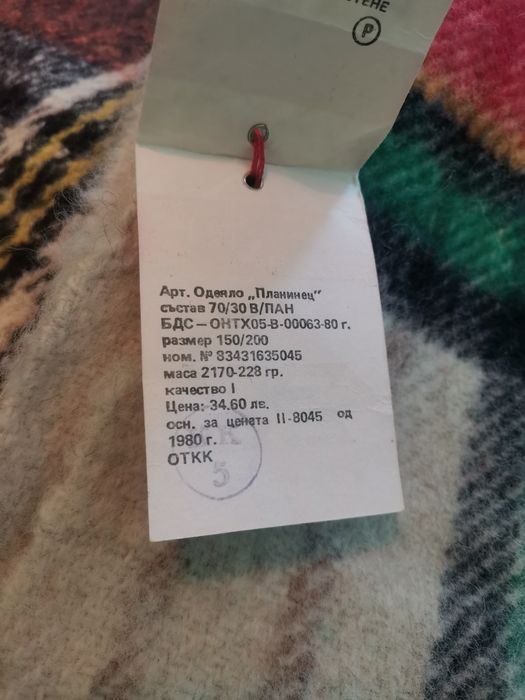 Ⓟ
Арт. Одеяло „Планинец"
състав 70/30 В/ПАН
БДС — ОНТХ05-В-00063-80 г.
размер 150/200
ном. № 83431635045
маса 2170-228 гр.
качество I
Цена: 34.60 лв.
осн. за цената II-8045 од
1980 г.
ОТКК
5